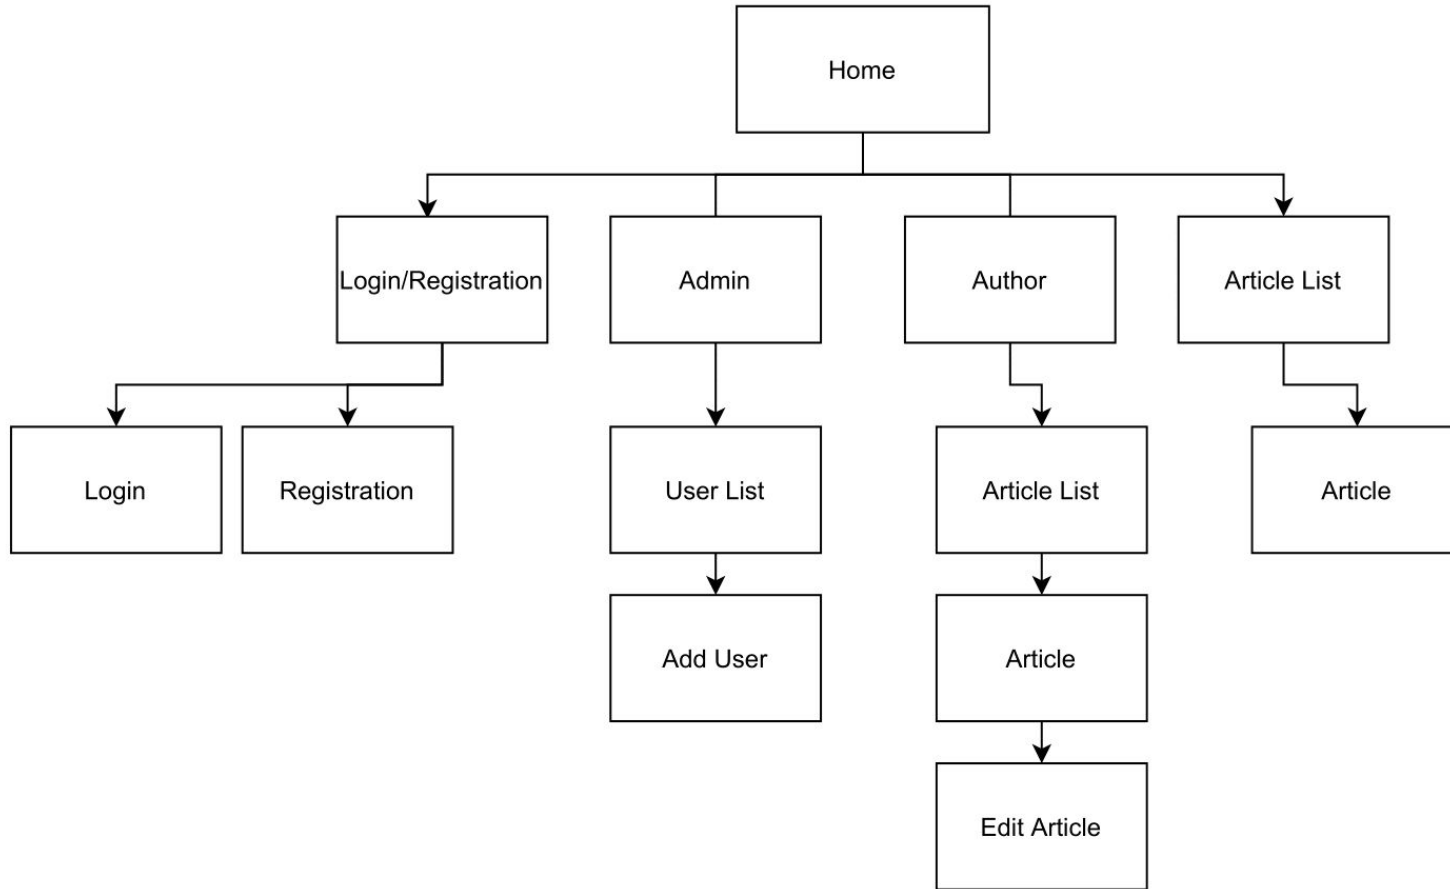 Home
Login/Registration
Admin
Author
Article List
Login
Registration
User List
Article List
Article
Add User
Article
Edit Article